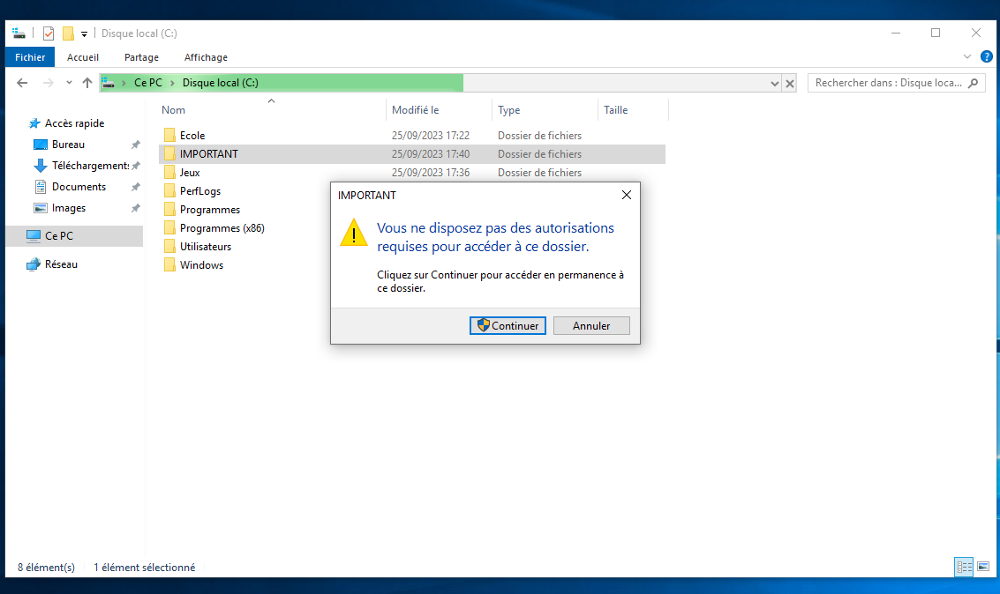 Disque local (C:)
Fichier Accueil Partage Affichage
Ce PC > Disque local (C:)
Rechercher dans : Disque loca...
Nom Modifié le Type Taille
Accès rapide
Bureau
Téléchargements
Documents
Images
Ce PC
Réseau
Ecole 25/09/2023 17:22 Dossier de fichiers
IMPORTANT 25/09/2023 17:40 Dossier de fichiers
Jeux 25/09/2023 17:36 Dossier de fichiers
PerfLogs
Programmes
Programmes (x86)
Utilisateurs
Windows
IMPORTANT
Vous ne disposez pas des autorisations
requises pour accéder à ce dossier.
Cliquez sur Continuer pour accéder en permanence à
ce dossier.
Continuer Annuler
8 élément(s) 1 élément sélectionné